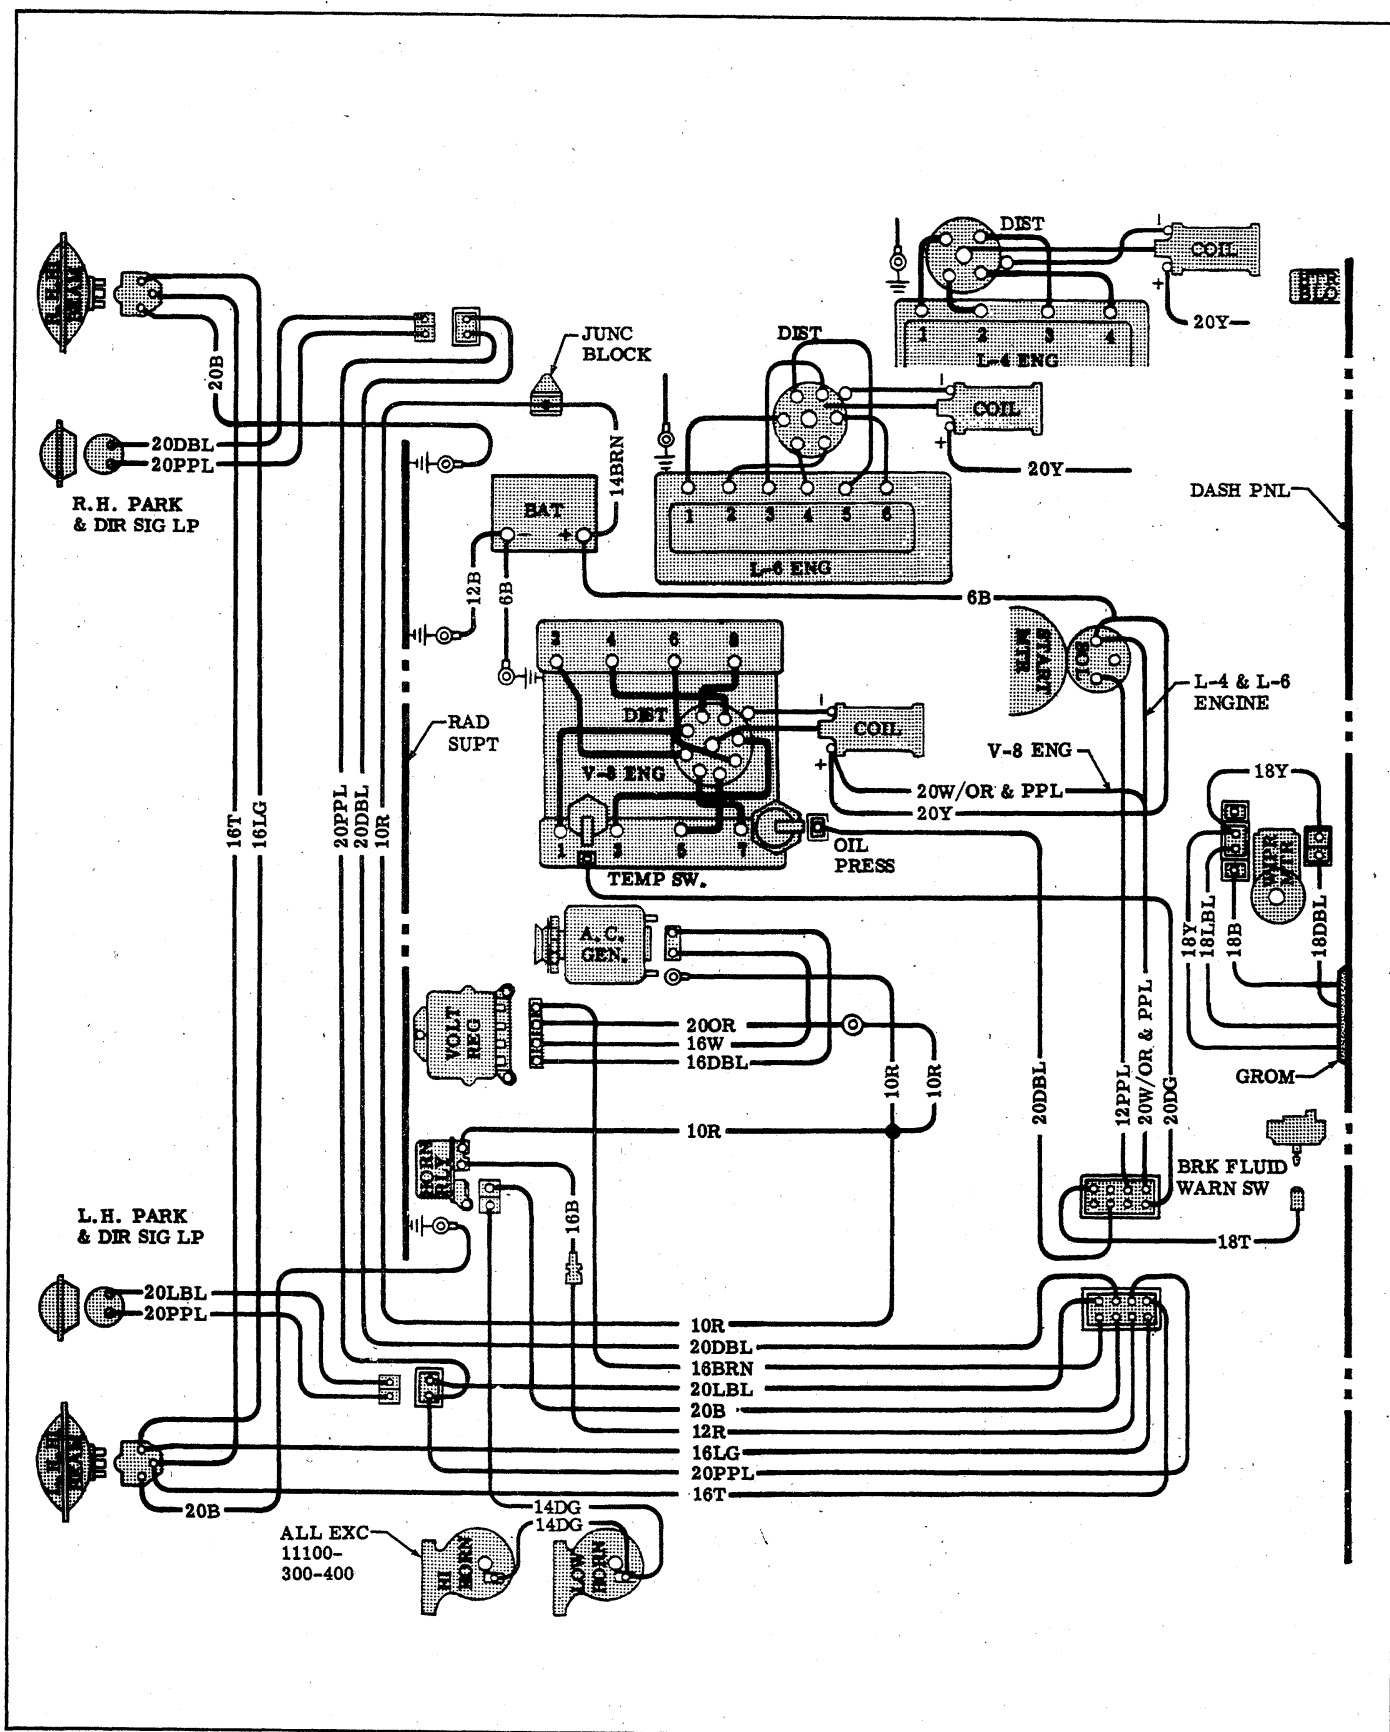 DIST
COIL
HTR
BLO
1 2 3 4
L-4 ENG
20Y
R.H.H
BEAM
20B
JUNC
BLOCK
DIST
COIL
20Y
20DBL
20PPL
R.H. PARK
& DIR SIG LP
14BRN
BAT
- +
12B
6B
1 2 3 4 5 6
L-6 ENG
DASH PNL
6B
START
MTR
SOL
L-4 & L-6
ENGINE
2 4 6 8
DIST
V-8 ENG
COIL
V-8 ENG
RAD
SUPT
20W/OR & PPL
20Y
1 3 5 7
OIL
PRESS
TEMP SW.
18Y
WIPR
MTR
16T
16LG
20PPL
20DBL
10R
A.C.
GEN.
18Y
18LBL
18B
18DBL
VOLT
REG
20OR
16W
16DBL
10R
10R
20DBL
12PPL
20W/OR & PPL
20DG
GROM
10R
HORN
RLY
16B
BRK FLUID
WARN SW
18T
L.H. PARK
& DIR SIG LP
20LBL
20PPL
10R
20DBL
16BRN
20LBL
20B
12R
16LG
20PPL
16T
BEAM
20B
14DG
14DG
ALL EXC
11100-
300-400
HI
HORN
LOW
HORN